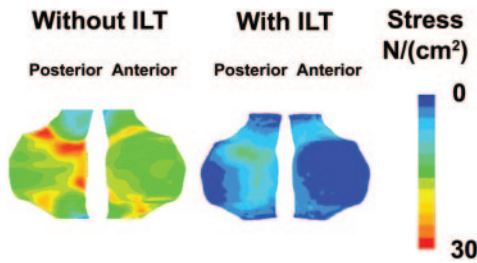 Without ILT
With ILT
Stress
N/(cm²)
Posterior Anterior
Posterior Anterior
0
30